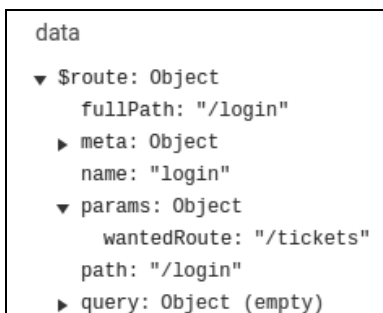 data
▼ $route: Object
fullPath: "/login"
▶ meta: Object
name: "login"
▼ params: Object
wantedRoute: "/tickets"
path: "/login"
▶ query: Object (empty)